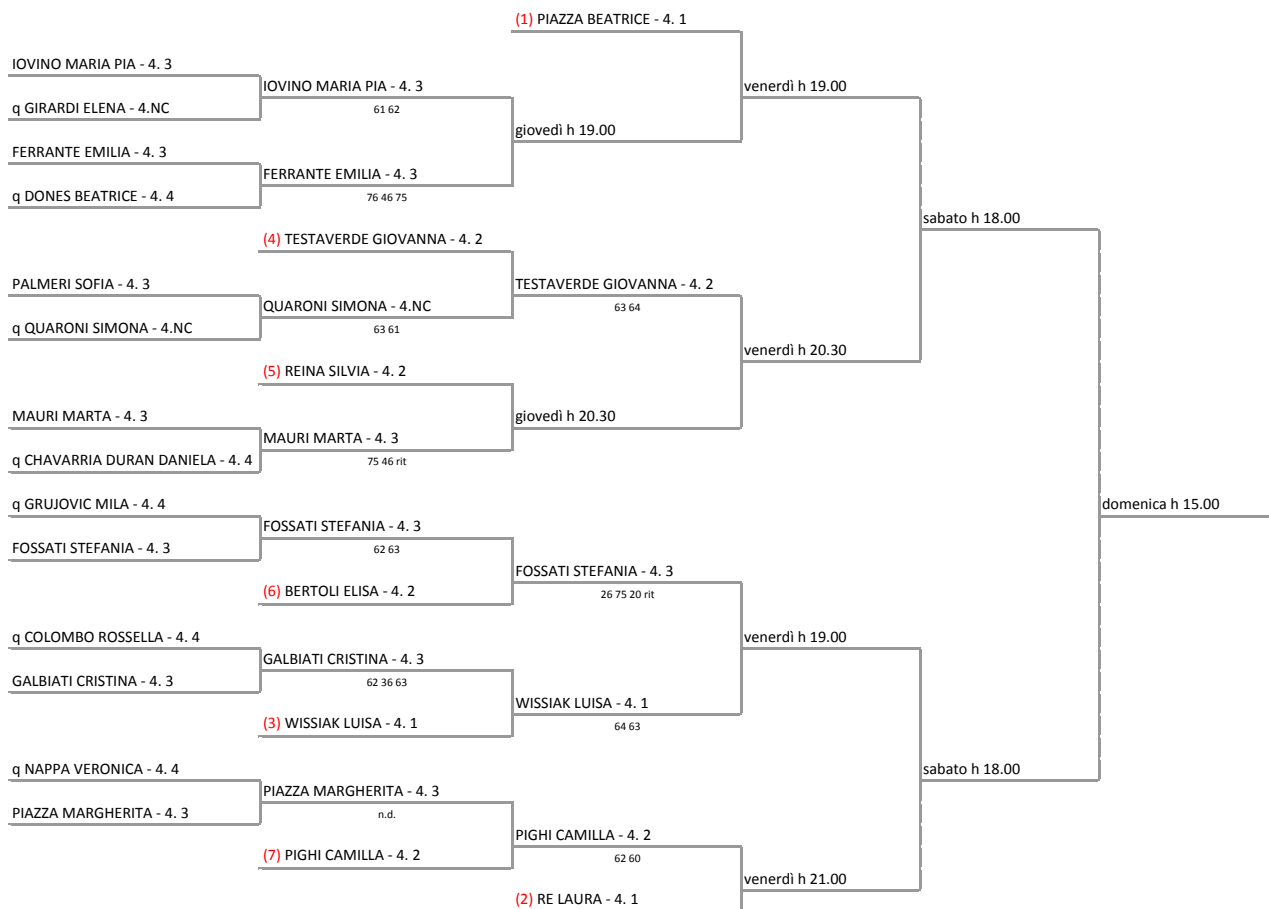 (1) PIAZZA BEATRICE - 4. 1
IOVINO MARIA PIA - 4. 3
IOVINO MARIA PIA - 4. 3
venerdì h 19.00
q GIRARDI ELENA - 4.NC
61 62
giovedì h 19.00
FERRANTE EMILIA - 4. 3
FERRANTE EMILIA - 4. 3
q DONES BEATRICE - 4. 4
76 46 75
sabato h 18.00
(4) TESTAVERDE GIOVANNA - 4. 2
PALMERI SOFIA - 4. 3
TESTAVERDE GIOVANNA - 4. 2
QUARONI SIMONA - 4.NC
63 64
q QUARONI SIMONA - 4.NC
63 61
venerdì h 20.30
(5) REINA SILVIA - 4. 2
MAURI MARTA - 4. 3
giovedì h 20.30
MAURI MARTA - 4. 3
q CHAVARRIA DURAN DANIELA - 4. 4
75 46 rit
q GRUJOVIC MILA - 4. 4
domenica h 15.00
FOSSATI STEFANIA - 4. 3
FOSSATI STEFANIA - 4. 3
62 63
FOSSATI STEFANIA - 4. 3
(6) BERTOLI ELISA - 4. 2
26 75 20 rit
q COLOMBO ROSSELLA - 4. 4
venerdì h 19.00
GALBIATI CRISTINA - 4. 3
GALBIATI CRISTINA - 4. 3
62 36 63
WISSIAK LUISA - 4. 1
(3) WISSIAK LUISA - 4. 1
64 63
q NAPPA VERONICA - 4. 4
sabato h 18.00
PIAZZA MARGHERITA - 4. 3
PIAZZA MARGHERITA - 4. 3
n.d.
PIGHI CAMILLA - 4. 2
(7) PIGHI CAMILLA - 4. 2
62 60
venerdì h 21.00
(2) RE LAURA - 4. 1